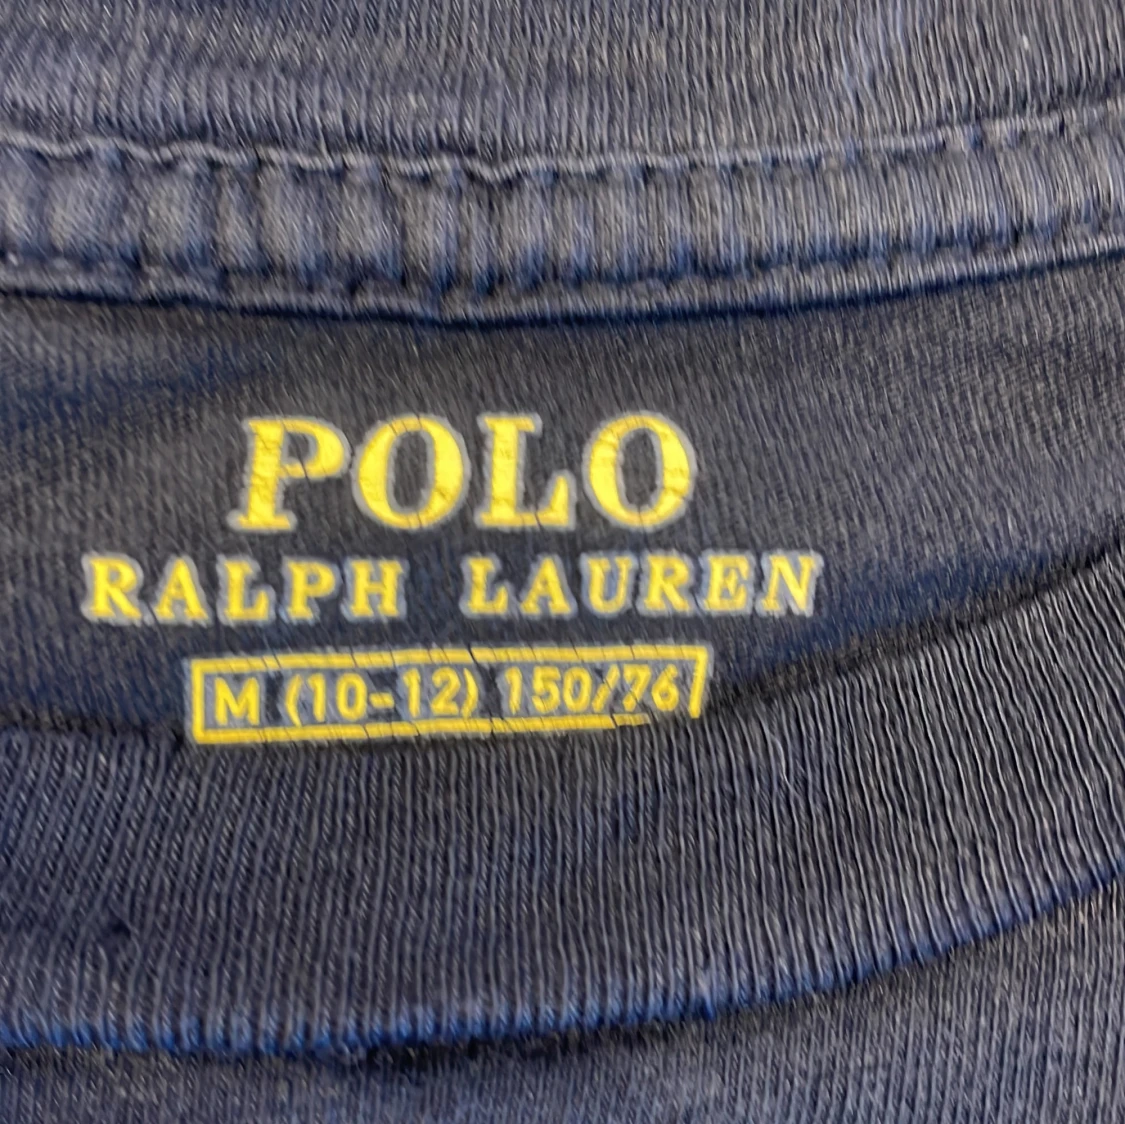 POLO
RALPH LAUREN
M (10-12) 150/76